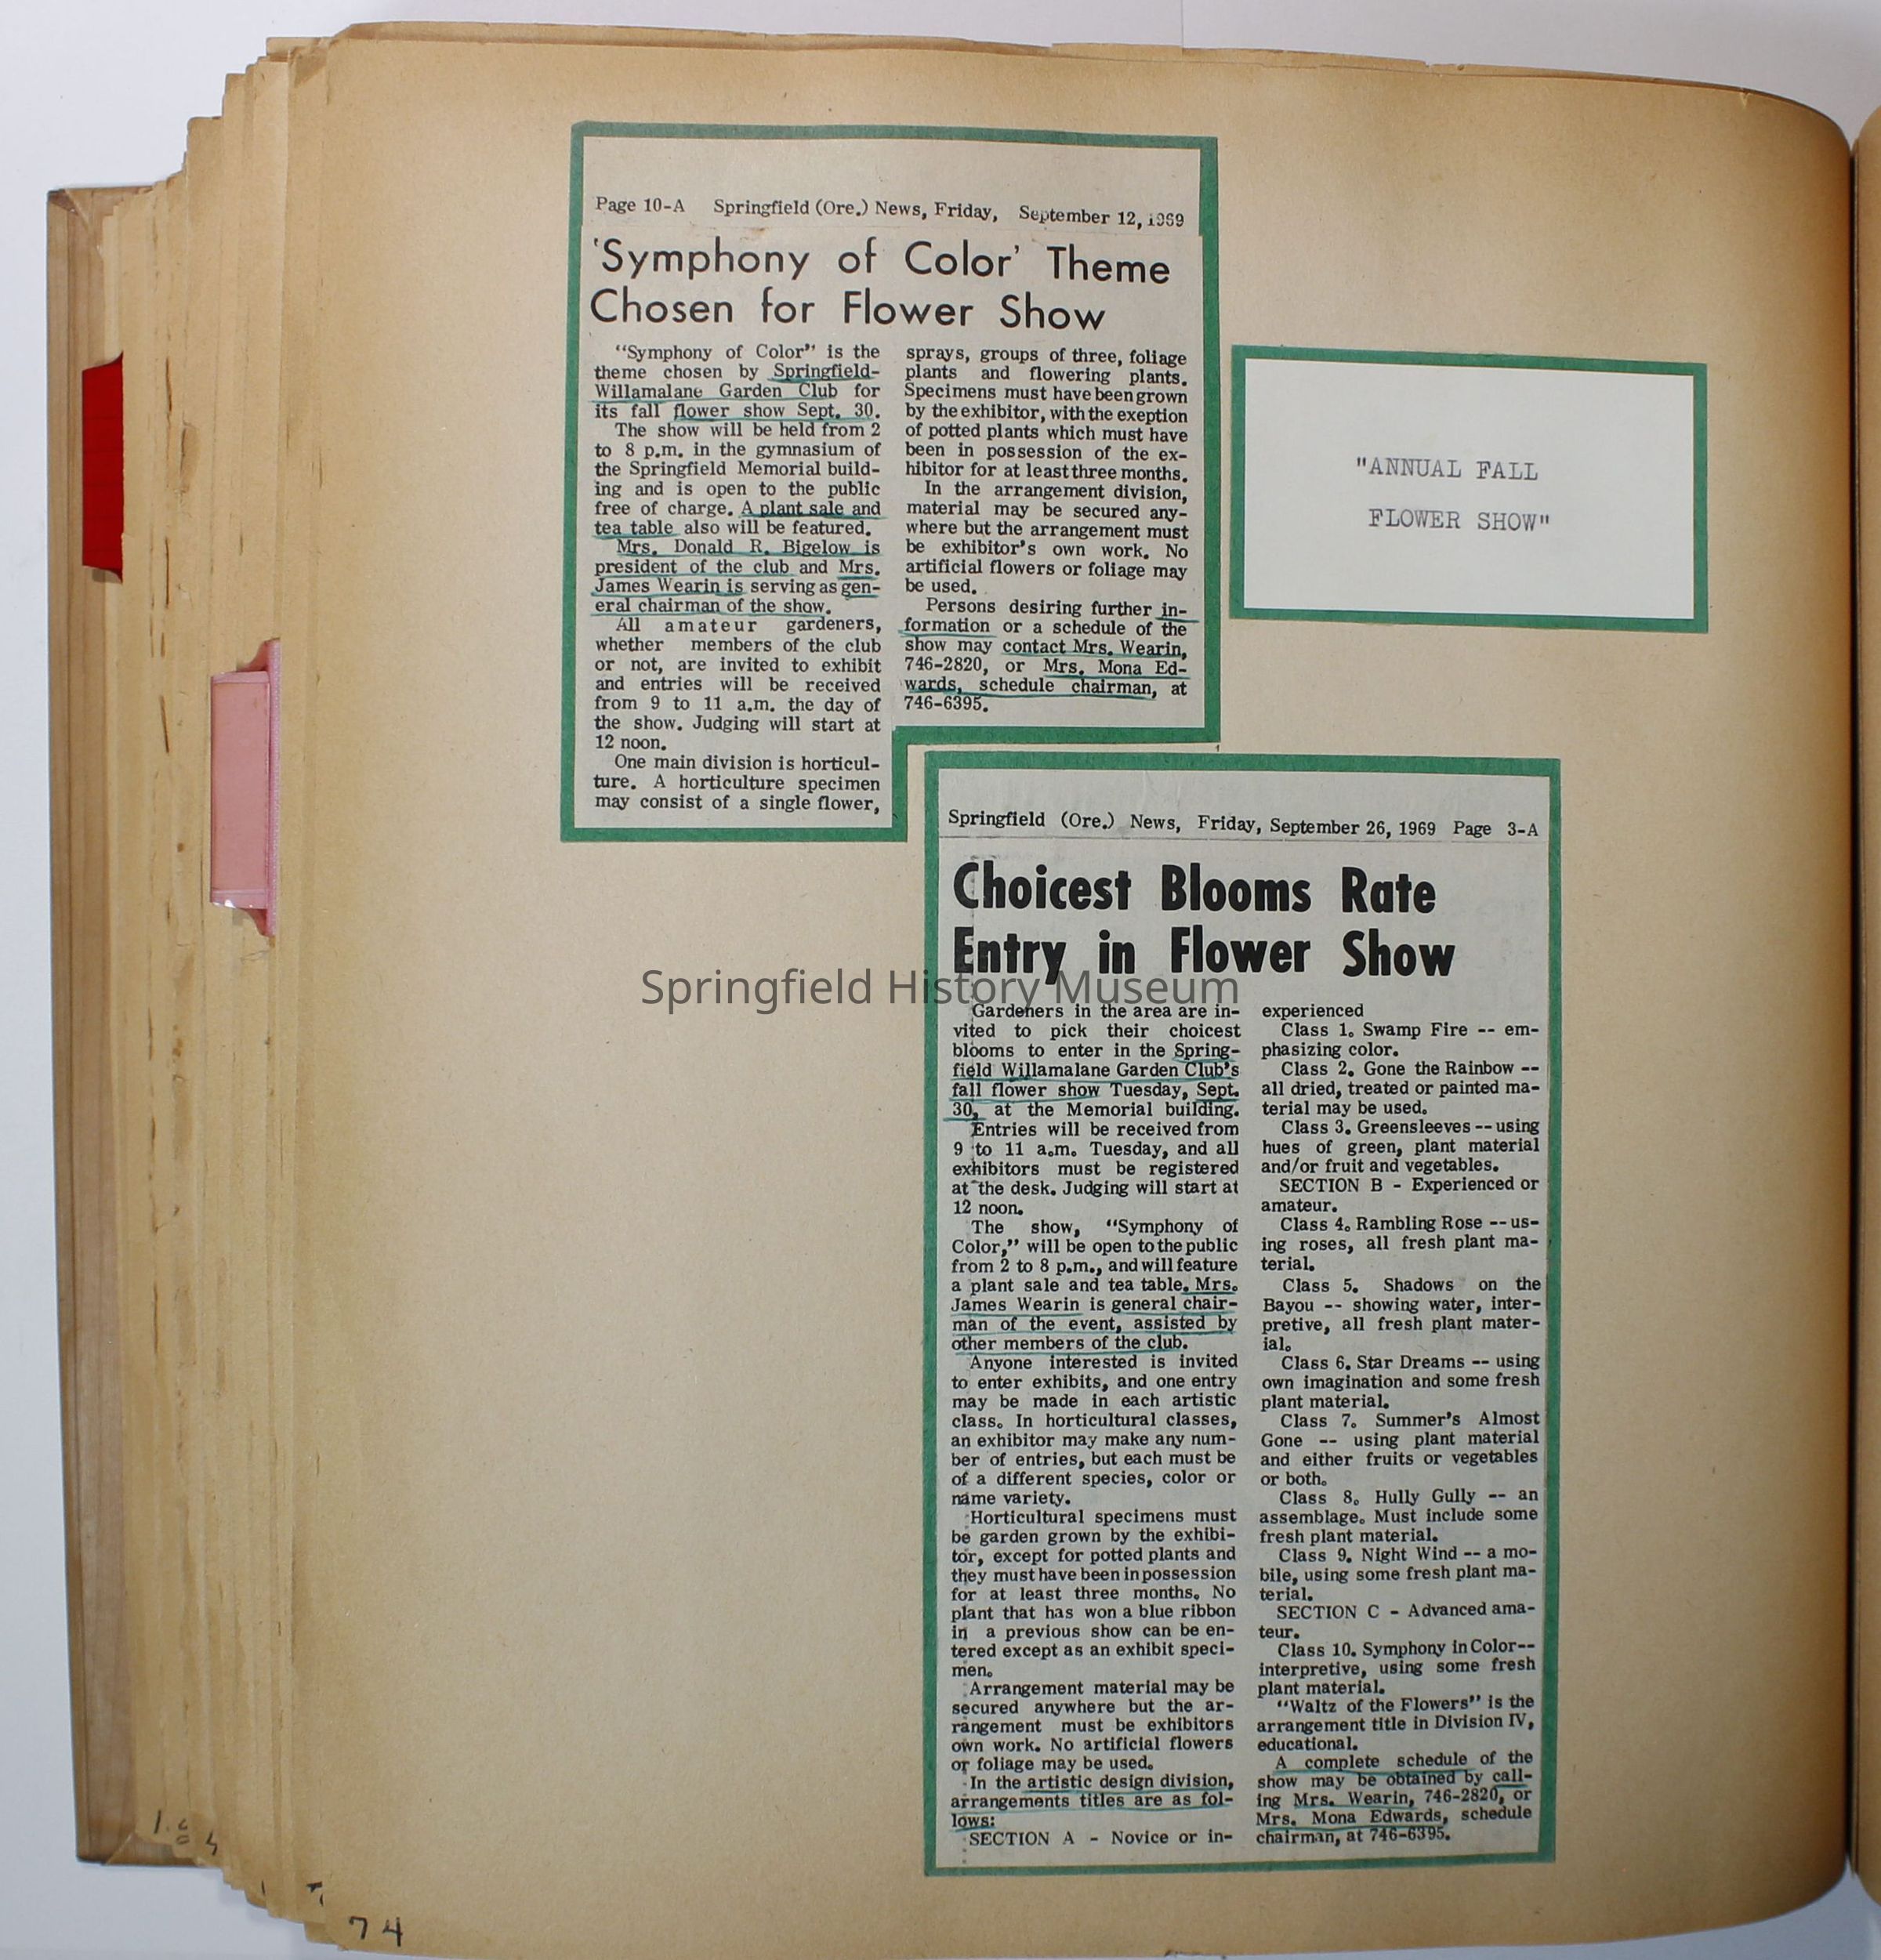 Page 10-A Springfield (Ore.) News, Friday, September 12, 1969
'Symphony of Color' Theme
Chosen for Flower Show
"Symphony of Color" is the
theme chosen by Springfield-
Willamalane Garden Club for
its fall flower show Sept. 30.
The show will be held from 2
to 8 p.m. in the gymnasium of
the Springfield Memorial build-
ing and is open to the public
free of charge. A plant sale and
tea table also will be featured.
Mrs. Donald R. Bigelow is
president of the club and Mrs.
James Wearin is serving as gen-
eral chairman of the show.
All amateur gardeners,
whether members of the club
or not, are invited to exhibit
and entries will be received
from 9 to 11 a.m. the day of
the show. Judging will start at
12 noon.
One main division is horticul-
ture. A horticulture specimen
may consist of a single flower,
sprays, groups of three, foliage
plants and flowering plants.
Specimens must have been grown
by the exhibitor, with the exeption
of potted plants which must have
been in possession of the ex-
hibitor for at least three months.
In the arrangement division,
material may be secured any-
where but the arrangement must
be exhibitor's own work. No
artificial flowers or foliage may
be used.
Persons desiring further in-
formation or a schedule of the
show may contact Mrs. Wearin,
746-2820, or Mrs. Mona Ed-
wards, schedule chairman, at
746-6395.
"ANNUAL FALL
FLOWER SHOW"
Springfield (Ore.) News, Friday, September 26, 1969 Page 3-A
Choicest Blooms Rate
Entry in Flower Show
Springfield History Museum
Gardeners in the area are in-
vited to pick their choicest
blooms to enter in the Spring-
field Willamalane Garden Club's
fall flower show Tuesday, Sept.
30, at the Memorial building.
Entries will be received from
9 to 11 a.m. Tuesday, and all
exhibitors must be registered
at the desk. Judging will start at
12 noon.
The show, "Symphony of
Color," will be open to the public
from 2 to 8 p.m., and will feature
a plant sale and tea table. Mrs.
James Wearin is general chair-
man of the event, assisted by
other members of the club.
Anyone interested is invited
to enter exhibits, and one entry
may be made in each artistic
class. In horticultural classes,
an exhibitor may make any num-
ber of entries, but each must be
of a different species, color or
name variety.
Horticultural specimens must
be garden grown by the exhibi-
tor, except for potted plants and
they must have been in possession
for at least three months. No
plant that has won a blue ribbon
in a previous show can be en-
tered except as an exhibit speci-
men.
Arrangement material may be
secured anywhere but the ar-
rangement must be exhibitors
own work. No artificial flowers
or foliage may be used.
In the artistic design division,
arrangements titles are as fol-
lows:
SECTION A - Novice or in-
experienced
Class 1. Swamp Fire -- em-
phasizing color.
Class 2. Gone the Rainbow --
all dried, treated or painted ma-
terial may be used.
Class 3. Greensleeves -- using
hues of green, plant material
and/or fruit and vegetables.
SECTION B - Experienced or
amateur.
Class 4. Rambling Rose -- us-
ing roses, all fresh plant ma-
terial.
Class 5. Shadows on the
Bayou -- showing water, inter-
pretive, all fresh plant mater-
ial.
Class 6. Star Dreams -- using
own imagination and some fresh
plant material.
Class 7. Summer's Almost
Gone -- using plant material
and either fruits or vegetables
or both.
Class 8. Hully Gully -- an
assemblage. Must include some
fresh plant material.
Class 9. Night Wind -- a mo-
bile, using some fresh plant ma-
terial.
SECTION C - Advanced ama-
teur.
Class 10. Symphony in Color--
interpretive, using some fresh
plant material.
"Waltz of the Flowers" is the
arrangement title in Division IV,
educational.
A complete schedule of the
show may be obtained by call-
ing Mrs. Wearin, 746-2820, or
Mrs. Mona Edwards, schedule
chairman, at 746-6395.
74